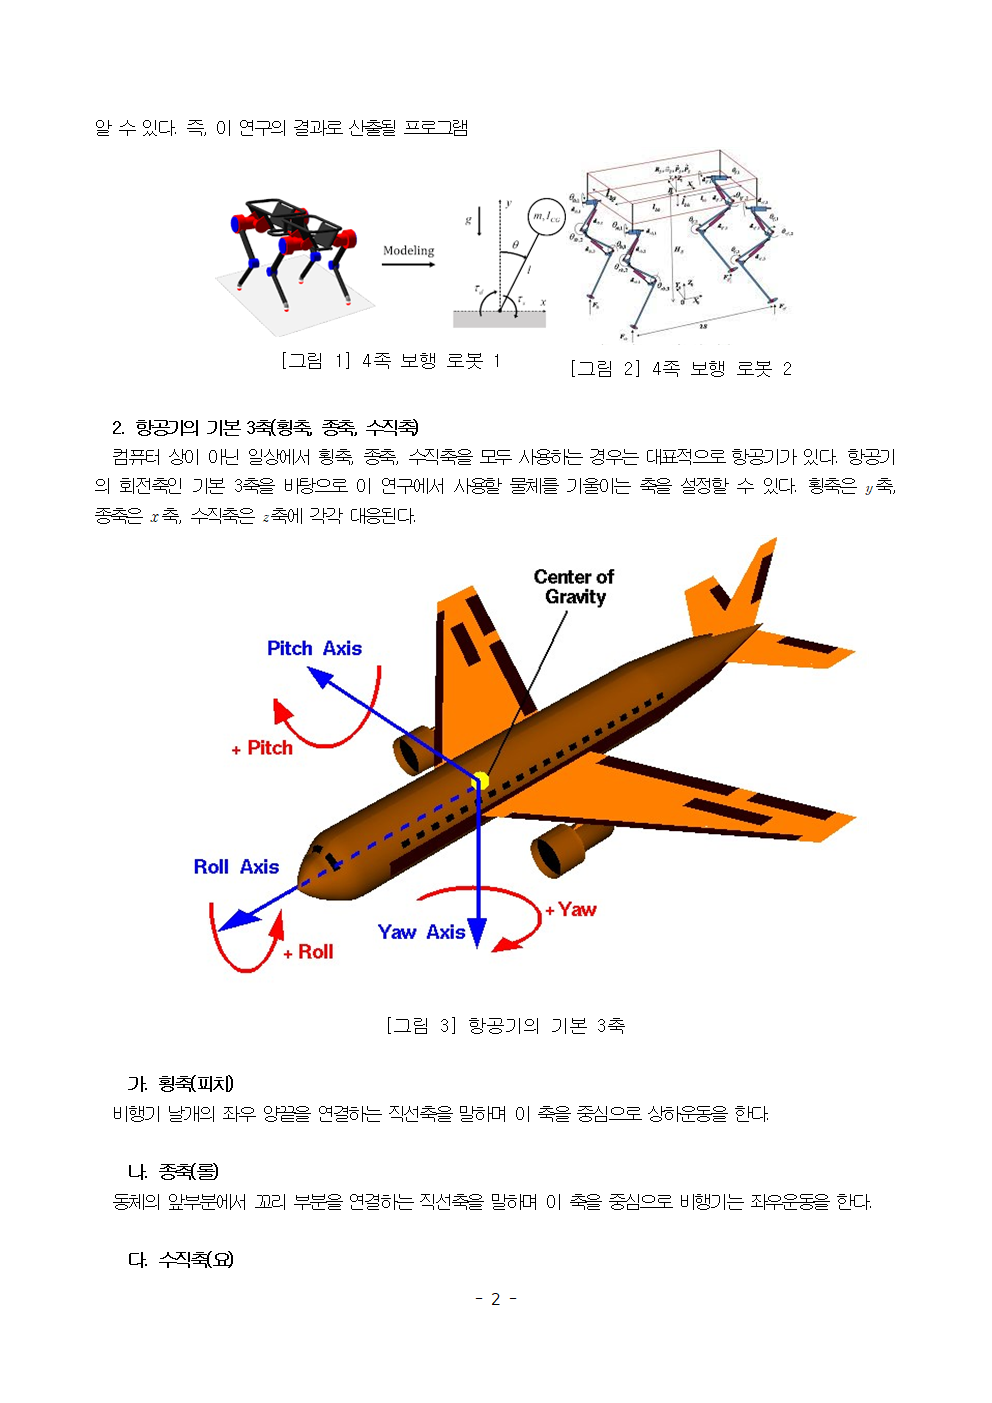 알 수 있다. 즉, 이 연구의 결과로 산출될 프로그램
Modeling
g
y
m, I_CG
θ
l
x
[그림 1] 4족 보행 로봇 1
[그림 2] 4족 보행 로봇 2
2. 항공기의 기본 3축(횡축, 종축, 수직축)
컴퓨터 상이 아닌 일상에서 횡축, 종축, 수직축을 모두 사용하는 경우는 대표적으로 항공기가 있다. 항공기
의 회전축인 기본 3축을 바탕으로 이 연구에서 사용할 물체를 기울이는 축을 설정할 수 있다. 횡축은 y축,
종축은 x축, 수직축은 z축에 각각 대응된다.
Center of
Gravity
Pitch Axis
+ Pitch
Roll Axis
+ Roll
Yaw Axis
+ Yaw
[그림 3] 항공기의 기본 3축
가. 횡축(피치)
비행기 날개의 좌우 양끝을 연결하는 직선축을 말하며 이 축을 중심으로 상하운동을 한다.
나. 종축(롤)
동체의 앞부분에서 꼬리 부분을 연결하는 직선축을 말하며 이 축을 중심으로 비행기는 좌우운동을 한다.
다. 수직축(요)
- 2 -